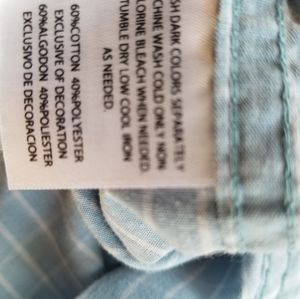 SH DARK COLORS SEPARATELY
CHINE WASH COLD ONLY NON-
LORINE BLEACH WHEN NEEDED
TUMBLE DRY LOW COOL IRON
AS NEEDED.
60%COTTON 40%POLYESTER
EXCLUSIVE OF DECORATION
60%ALGODON 40%POLIESTER
EXCLUSIVO DE DECORACION